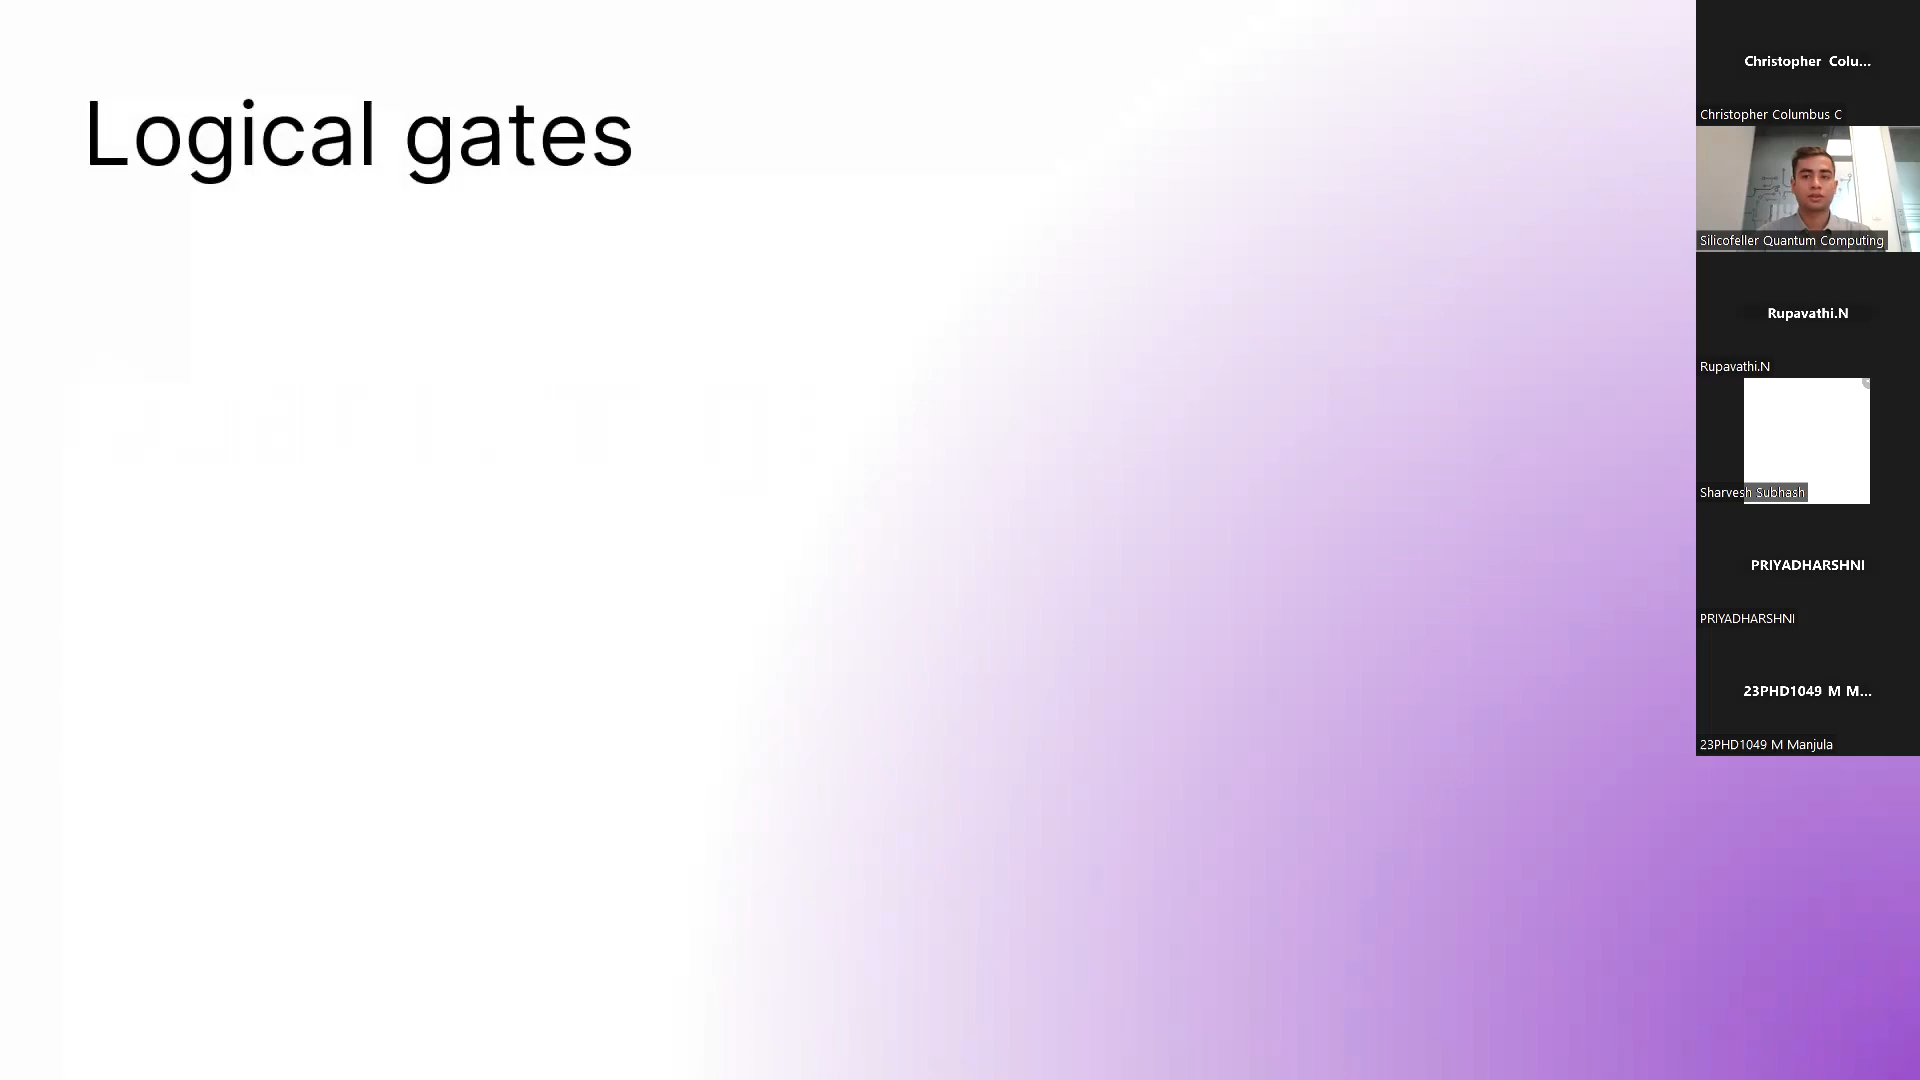 Logical gates
Christopher Colu...
Christopher Columbus C
Silicofeller Quantum Computing
Rupavathi.N
Rupavathi.N
Sharvesh Subhash
PRIYADHARSHNI
PRIYADHARSHNI
23PHD1049 M M...
23PHD1049 M Manjula